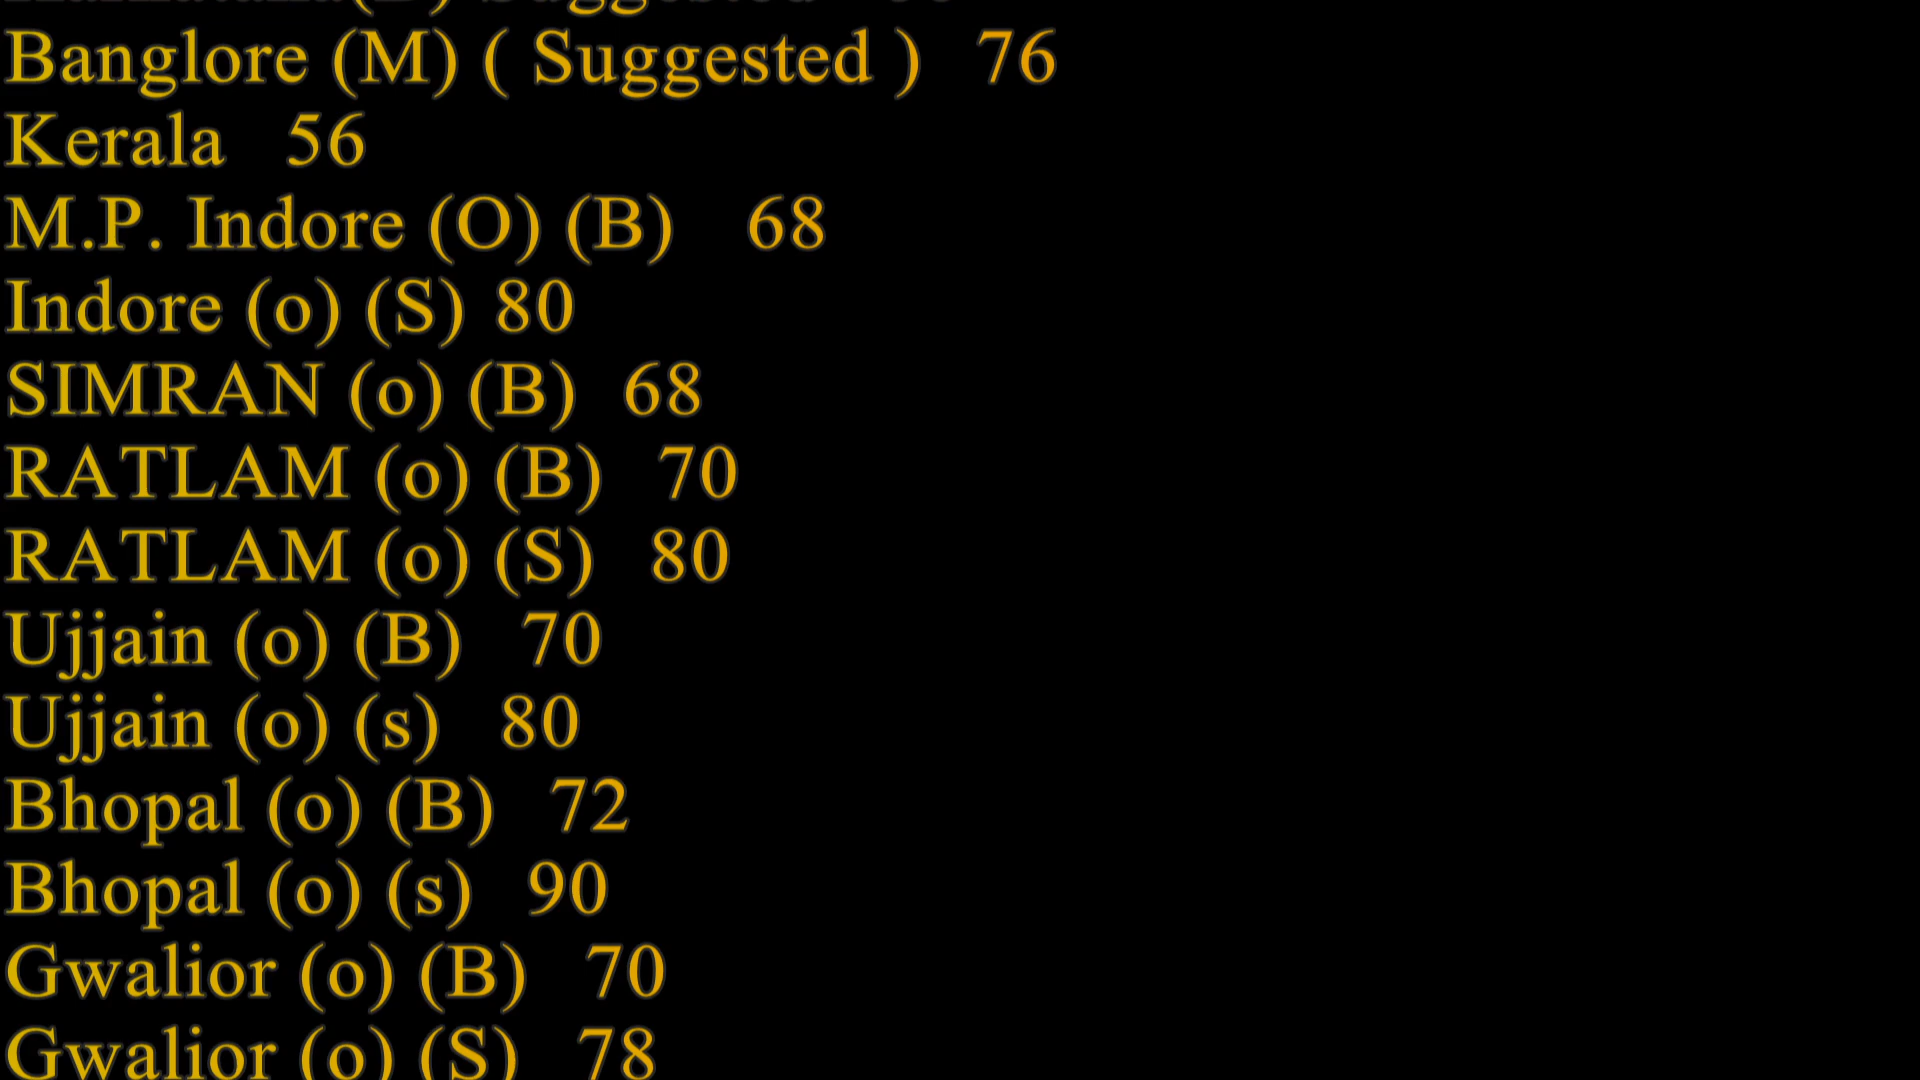 Banglore (M) ( Suggested ) 76
Kerala 56
M.P. Indore (O) (B) 68
Indore (o) (S) 80
SIMRAN (o) (B) 68
RATLAM (o) (B) 70
RATLAM (o) (S) 80
Ujjain (o) (B) 70
Ujjain (o) (s) 80
Bhopal (o) (B) 72
Bhopal (o) (s) 90
Gwalior (o) (B) 70
Gwalior (o) (S) 78